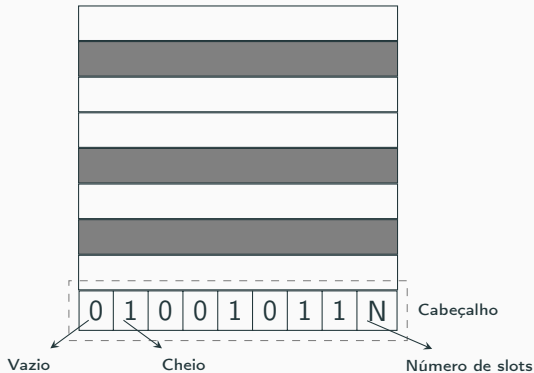 0 1 0 0 1 0 1 1 N
Cabeçalho
Vazio
Cheio
Número de slots